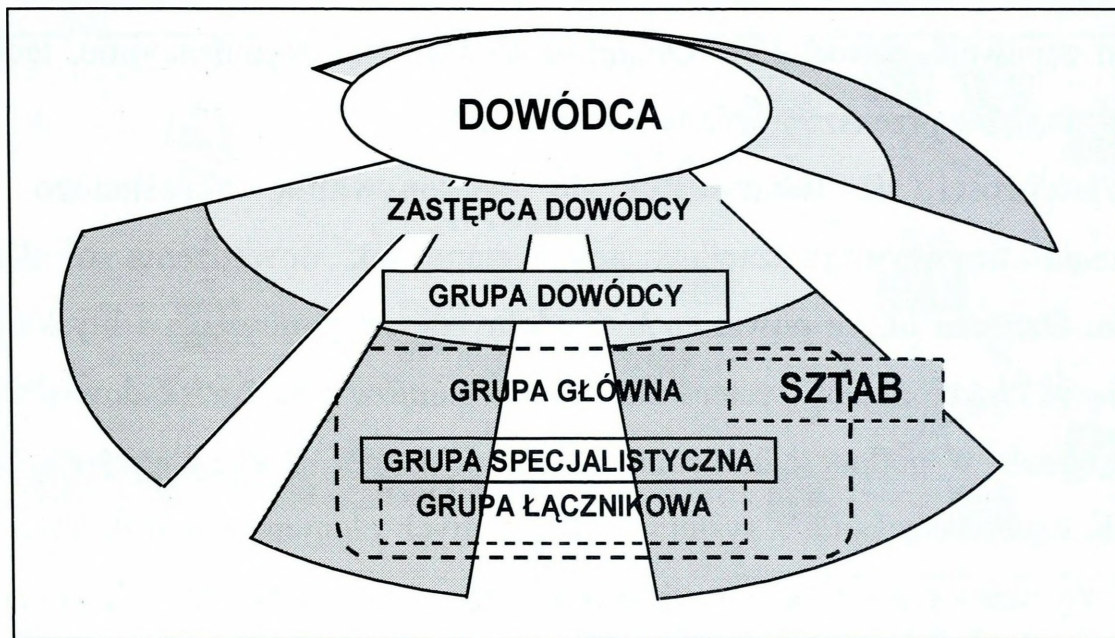 DOWÓDCA
ZASTĘPCA DOWÓDCY
GRUPA DOWÓDCY
GRUPA GŁÓWNA
SZTAB
GRUPA SPECJALISTYCZNA
GRUPA ŁĄCZNIKOWA